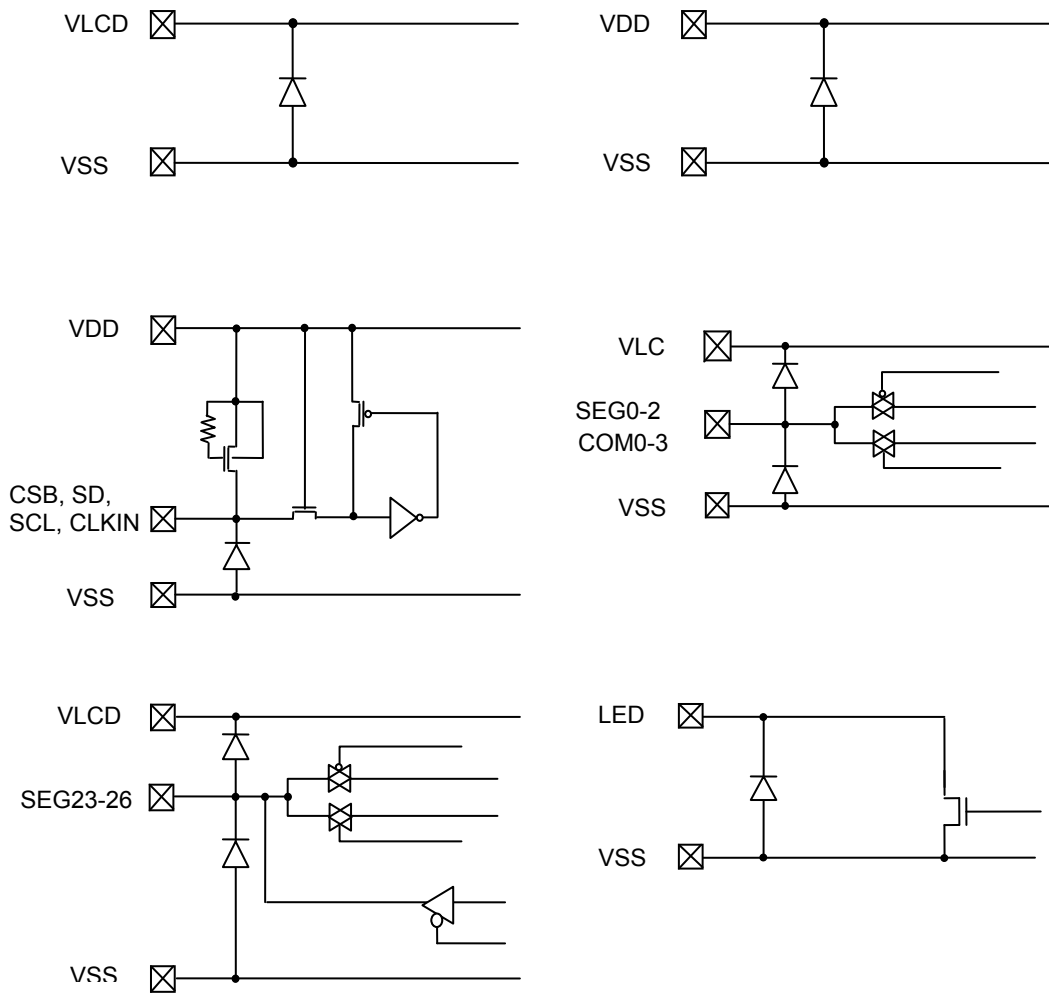 VLCD
VSS
VDD
VSS
VDD
CSB, SD,
SCL, CLKIN
VSS
VLC
SEG0-2
COM0-3
VSS
VLCD
SEG23-26
VSS
LED
VSS